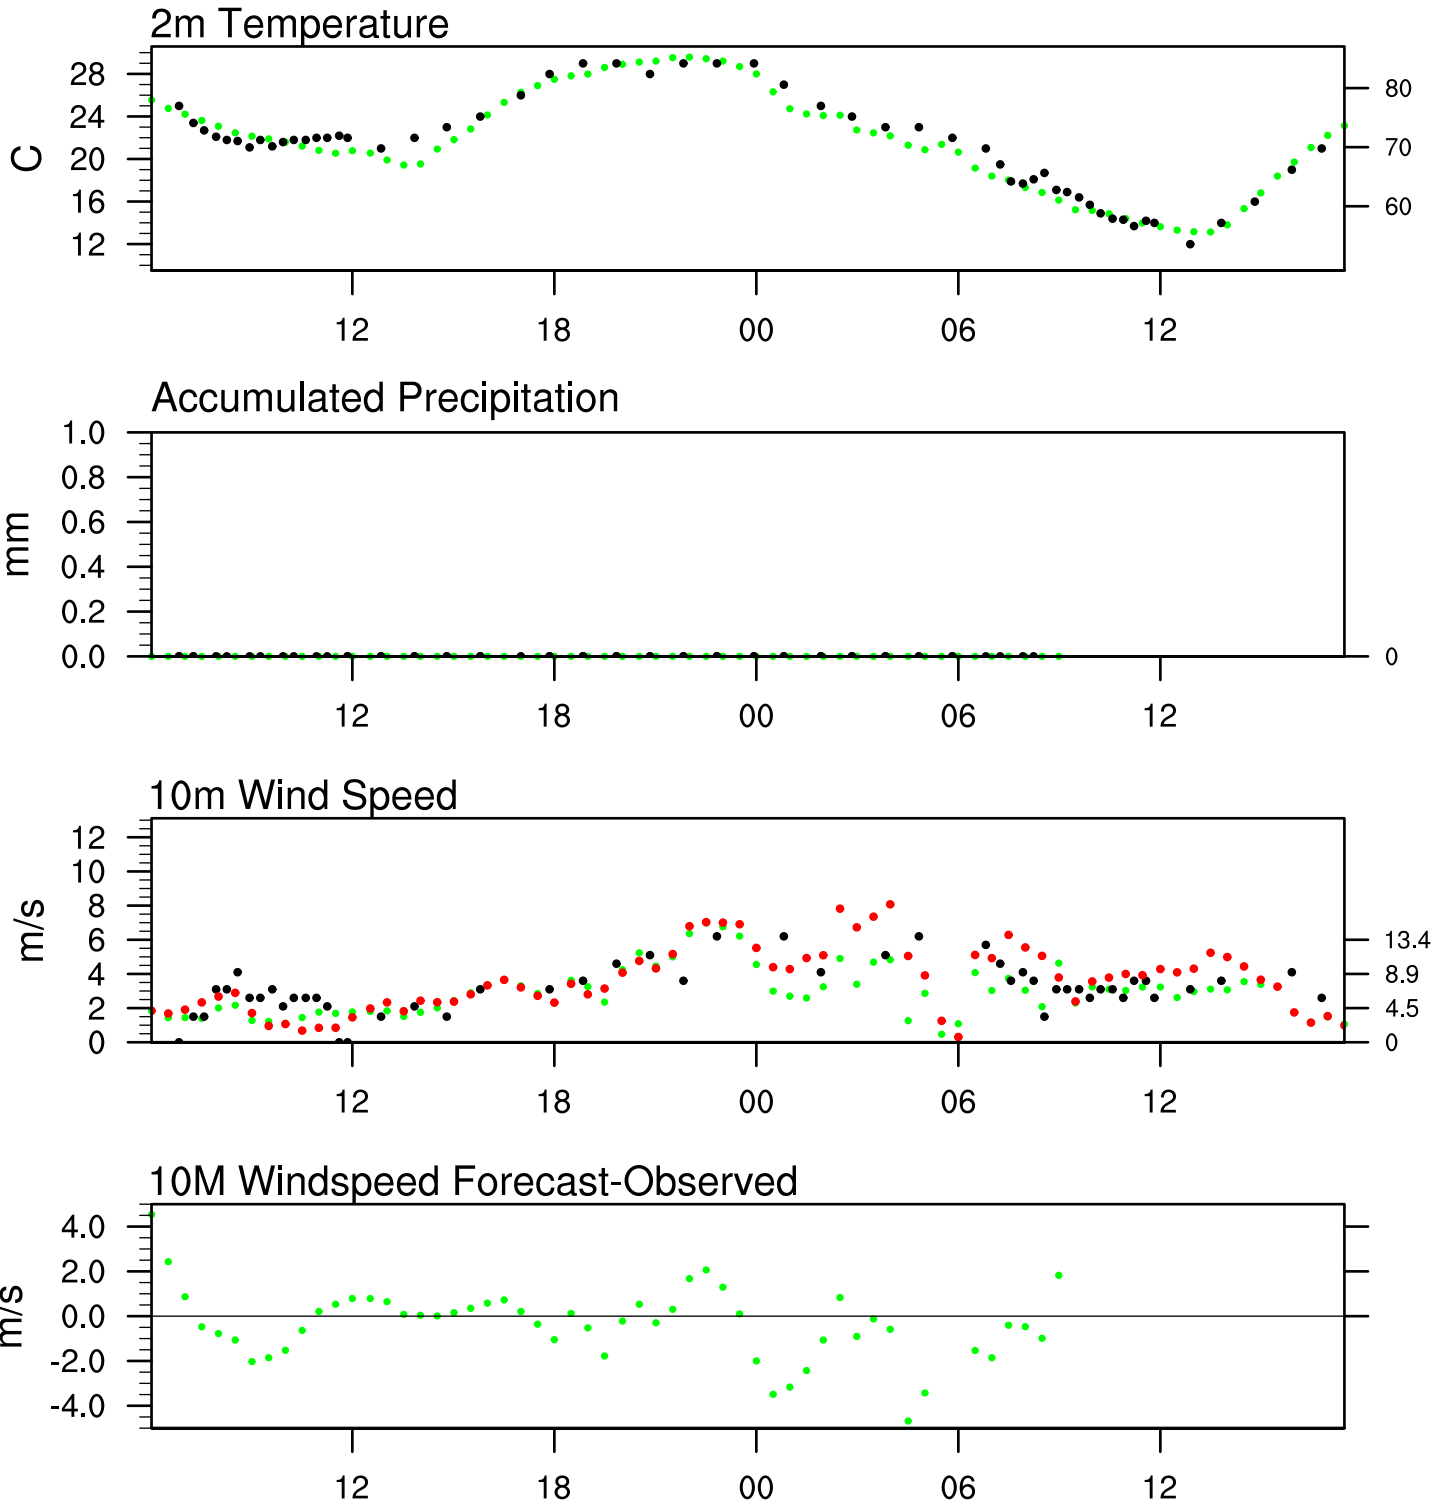 2m Temperature
28
24
20
16
12
C
80
70
60
12 18 00 06 12
Accumulated Precipitation
1.0
0.8
0.6
0.4
0.2
0.0
mm
0
12 18 00 06 12
10m Wind Speed
12
10
8
6
4
2
0
m/s
13.4
8.9
4.5
0
12 18 00 06 12
10M Windspeed Forecast-Observed
4.0
2.0
0.0
-2.0
-4.0
m/s
12 18 00 06 12